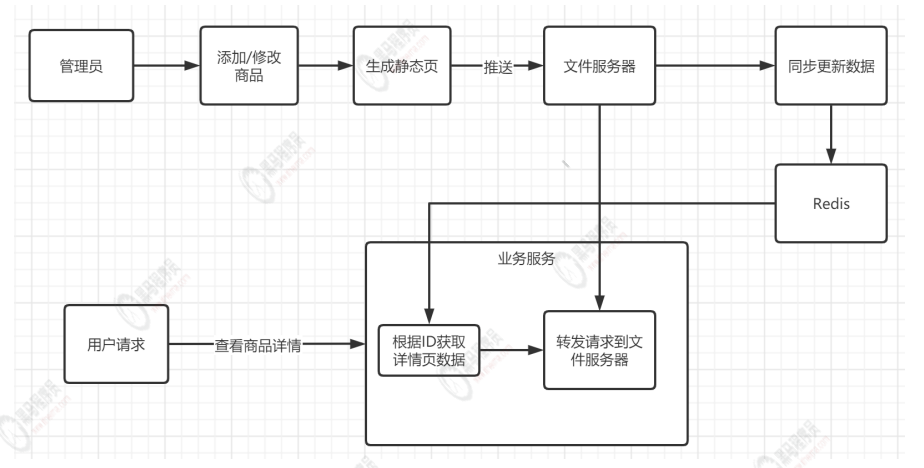 管理员
添加/修改
商品
生成静态页
推送
文件服务器
同步更新数据
Redis
业务服务
用户请求
查看商品详情
根据ID获取
详情页数据
转发请求到文
件服务器